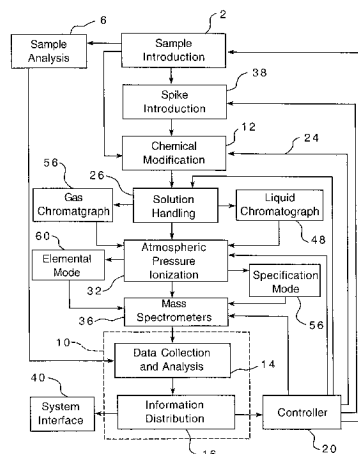 6
2
Sample
Analysis
Sample
Introduction
38
Spike
Introduction
12
Chemical
Modification
24
56
26
Gas
Chromatgraph
Solution
Handling
Liquid
Chromatograph
48
60
Elemental
Mode
Atmospheric
Pressure
Ionization
32
Specification
Mode
56
Mass
Spectrometers
36
10
Data Collection
and Analysis
14
40
System
Interface
Information
Distribution
16
Controller
20